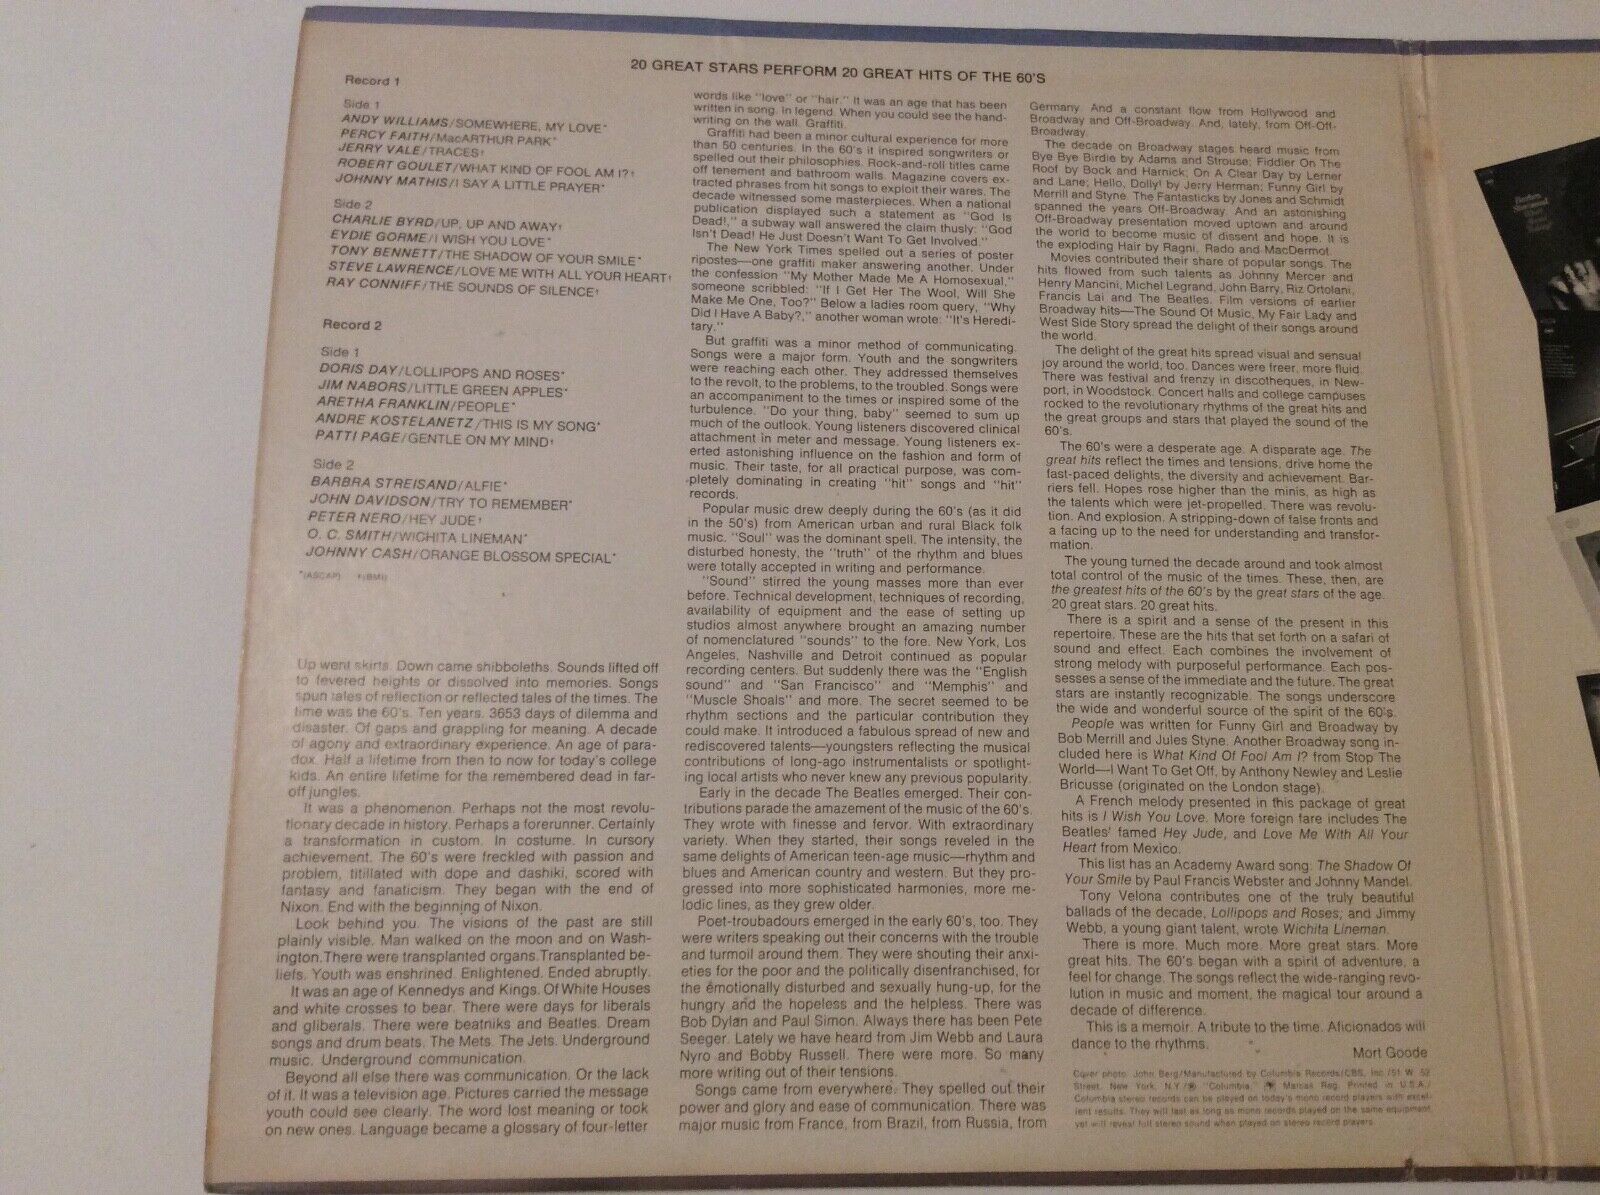 20 GREAT STARS PERFORM 20 GREAT HITS OF THE 60'S
Record 1
Side 1
ANDY WILLIAMS/SOMEWHERE, MY LOVE*
PERCY FAITH/MacARTHUR PARK*
JERRY VALE/TRACES†
ROBERT GOULET/WHAT KIND OF FOOL AM I?†
JOHNNY MATHIS/I SAY A LITTLE PRAYER*
Side 2
CHARLIE BYRD/UP, UP AND AWAY†
EYDIE GORME/I WISH YOU LOVE*
TONY BENNETT/THE SHADOW OF YOUR SMILE*
STEVE LAWRENCE/LOVE ME WITH ALL YOUR HEART†
RAY CONNIFF/THE SOUNDS OF SILENCE†
Record 2
Side 1
DORIS DAY/LOLLIPOPS AND ROSES*
JIM NABORS/LITTLE GREEN APPLES*
ARETHA FRANKLIN/PEOPLE*
ANDRE KOSTELANETZ/THIS IS MY SONG*
PATTI PAGE/GENTLE ON MY MIND†
Side 2
BARBRA STREISAND/ALFIE*
JOHN DAVIDSON/TRY TO REMEMBER*
PETER NERO/HEY JUDE†
O. C. SMITH/WICHITA LINEMAN*
JOHNNY CASH/ORANGE BLOSSOM SPECIAL*
*(ASCAP) †(BMI)
Up went skirts. Down came shibboleths. Sounds lifted off
to fevered heights or dissolved into memories. Songs
spun tales of reflection or reflected tales of the times. The
time was the 60's. Ten years. 3653 days of dilemma and
disaster. Of gaps and grappling for meaning. A decade
of agony and extraordinary experience. An age of para-
dox. Half a lifetime from then to now for today's college
kids. An entire lifetime for the remembered dead in far-
off jungles.
It was a phenomenon. Perhaps not the most revolu-
tionary decade in history. Perhaps a forerunner. Certainly
a transformation in custom. In costume. In cursory
achievement. The 60's were freckled with passion and
problem, titillated with dope and dashiki, scored with
fantasy and fanaticism. They began with the end of
Nixon. End with the beginning of Nixon.
Look behind you. The visions of the past are still
plainly visible. Man walked on the moon and on Wash-
ington.There were transplanted organs.Transplanted be-
liefs. Youth was enshrined. Enlightened. Ended abruptly.
It was an age of Kennedys and Kings. Of White Houses
and white crosses to bear. There were days for liberals
and gliberals. There were beatniks and Beatles. Dream
songs and drum beats. The Mets. The Jets. Underground
music. Underground communication.
Beyond all else there was communication. Or the lack
of it. It was a television age. Pictures carried the message
youth could see clearly. The word lost meaning or took
on new ones. Language became a glossary of four-letter
words like "love" or "hair." It was an age that has been
written in song. In legend. When you could see the hand-
writing on the wall. Graffiti.
Graffiti had been a minor cultural experience for more
than 50 centuries. In the 60's it inspired songwriters or
spelled out their philosophies. Rock-and-roll titles came
off tenement and bathroom walls. Magazine covers ex-
tracted phrases from hit songs to exploit their wares. The
decade witnessed some masterpieces. When a national
publication displayed such a statement as "God Is
Dead!," a subway wall answered the claim thusly: "God
Isn't Dead! He Just Doesn't Want To Get Involved."
The New York Times spelled out a series of poster
ripostes—one graffiti maker answering another. Under
the confession "My Mother Made Me A Homosexual,"
someone scribbled: "If I Get Her The Wool, Will She
Make Me One, Too?" Below a ladies room query, "Why
Did I Have A Baby?," another woman wrote: "It's Heredi-
tary."
But graffiti was a minor method of communicating.
Songs were a major form. Youth and the songwriters
were reaching each other. They addressed themselves
to the revolt, to the problems, to the troubled. Songs were
an accompaniment to the times or inspired some of the
turbulence. "Do your thing, baby" seemed to sum up
much of the outlook. Young listeners discovered clinical
attachment in meter and message. Young listeners ex-
erted astonishing influence on the fashion and form of
music. Their taste, for all practical purpose, was com-
pletely dominating in creating "hit" songs and "hit"
records.
Popular music drew deeply during the 60's (as it did
in the 50's) from American urban and rural Black folk
music. "Soul" was the dominant spell. The intensity, the
disturbed honesty, the "truth" of the rhythm and blues
were totally accepted in writing and performance.
"Sound" stirred the young masses more than ever
before. Technical development, techniques of recording,
availability of equipment and the ease of setting up
studios almost anywhere brought an amazing number
of nomenclatured "sounds" to the fore. New York, Los
Angeles, Nashville and Detroit continued as popular
recording centers. But suddenly there was the "English
sound" and "San Francisco" and "Memphis" and
"Muscle Shoals" and more. The secret seemed to be
rhythm sections and the particular contribution they
could make. It introduced a fabulous spread of new and
rediscovered talents—youngsters reflecting the musical
contributions of long-ago instrumentalists or spotlight-
ing local artists who never knew any previous popularity.
Early in the decade The Beatles emerged. Their con-
tributions parade the amazement of the music of the 60's.
They wrote with finesse and fervor. With extraordinary
variety. When they started, their songs reveled in the
same delights of American teen-age music—rhythm and
blues and American country and western. But they pro-
gressed into more sophisticated harmonies, more me-
lodic lines, as they grew older.
Poet-troubadours emerged in the early 60's, too. They
were writers speaking out their concerns with the trouble
and turmoil around them. They were shouting their anxi-
eties for the poor and the politically disenfranchised, for
the emotionally disturbed and sexually hung-up, for the
hungry and the hopeless and the helpless. There was
Bob Dylan and Paul Simon. Always there has been Pete
Seeger. Lately we have heard from Jim Webb and Laura
Nyro and Bobby Russell. There were more. So many
more writing out of their tensions.
Songs came from everywhere. They spelled out their
power and glory and ease of communication. There was
major music from France, from Brazil, from Russia, from
Germany. And a constant flow from Hollywood and
Broadway and Off-Broadway. And, lately, from Off-Off-
Broadway.
The decade on Broadway stages heard music from
Bye Bye Birdie by Adams and Strouse; Fiddler On The
Roof by Bock and Harnick; On A Clear Day by Lerner
and Lane; Hello, Dolly! by Jerry Herman; Funny Girl by
Merrill and Styne. The Fantasticks by Jones and Schmidt
spanned the years Off-Broadway. And an astonishing
Off-Broadway presentation moved uptown and around
the world to become music of dissent and hope. It is
the exploding Hair by Ragni, Rado and MacDermot.
Movies contributed their share of popular songs. The
hits flowed from such talents as Johnny Mercer and
Henry Mancini, Michel Legrand, John Barry, Riz Ortolani,
Francis Lai and The Beatles. Film versions of earlier
Broadway hits—The Sound Of Music, My Fair Lady and
West Side Story spread the delight of their songs around
the world.
The delight of the great hits spread visual and sensual
joy around the world, too. Dances were freer, more fluid.
There was festival and frenzy in discotheques, in New-
port, in Woodstock. Concert halls and college campuses
rocked to the revolutionary rhythms of the great hits and
the great groups and stars that played the sound of the
60's.
The 60's were a desperate age. A disparate age. The
great hits reflect the times and tensions, drive home the
fast-paced delights, the diversity and achievement. Bar-
riers fell. Hopes rose higher than the minis, as high as
the talents which were jet-propelled. There was revolu-
tion. And explosion. A stripping-down of false fronts and
a facing up to the need for understanding and transfor-
mation.
The young turned the decade around and took almost
total control of the music of the times. These, then, are
the greatest hits of the 60's by the great stars of the age.
20 great stars. 20 great hits.
There is a spirit and a sense of the present in this
repertoire. These are the hits that set forth on a safari of
sound and effect. Each combines the involvement of
strong melody with purposeful performance. Each pos-
sesses a sense of the immediate and the future. The great
stars are instantly recognizable. The songs underscore
the wide and wonderful source of the spirit of the 60's.
People was written for Funny Girl and Broadway by
Bob Merrill and Jules Styne. Another Broadway song in-
cluded here is What Kind Of Fool Am I? from Stop The
World—I Want To Get Off, by Anthony Newley and Leslie
Bricusse (originated on the London stage).
A French melody presented in this package of great
hits is I Wish You Love. More foreign fare includes The
Beatles' famed Hey Jude, and Love Me With All Your
Heart from Mexico.
This list has an Academy Award song: The Shadow Of
Your Smile by Paul Francis Webster and Johnny Mandel.
Tony Velona contributes one of the truly beautiful
ballads of the decade, Lollipops and Roses; and Jimmy
Webb, a young giant talent, wrote Wichita Lineman.
There is more. Much more. More great stars. More
great hits. The 60's began with a spirit of adventure, a
feel for change. The songs reflect the wide-ranging revo-
lution in music and moment, the magical tour around a
decade of difference.
This is a memoir. A tribute to the time. Aficionados will
dance to the rhythms.
Mort Goode
Cover photo: John Berg/Manufactured by Columbia Records/CBS, Inc./51 W. 52
Street, New York, N.Y./® "Columbia," Marcas Reg. Printed in U.S.A./
Columbia stereo records can be played on today's mono record players with excel-
lent results. They will last as long as mono records played on the same equipment,
yet will reveal full stereo sound when played on stereo record players.